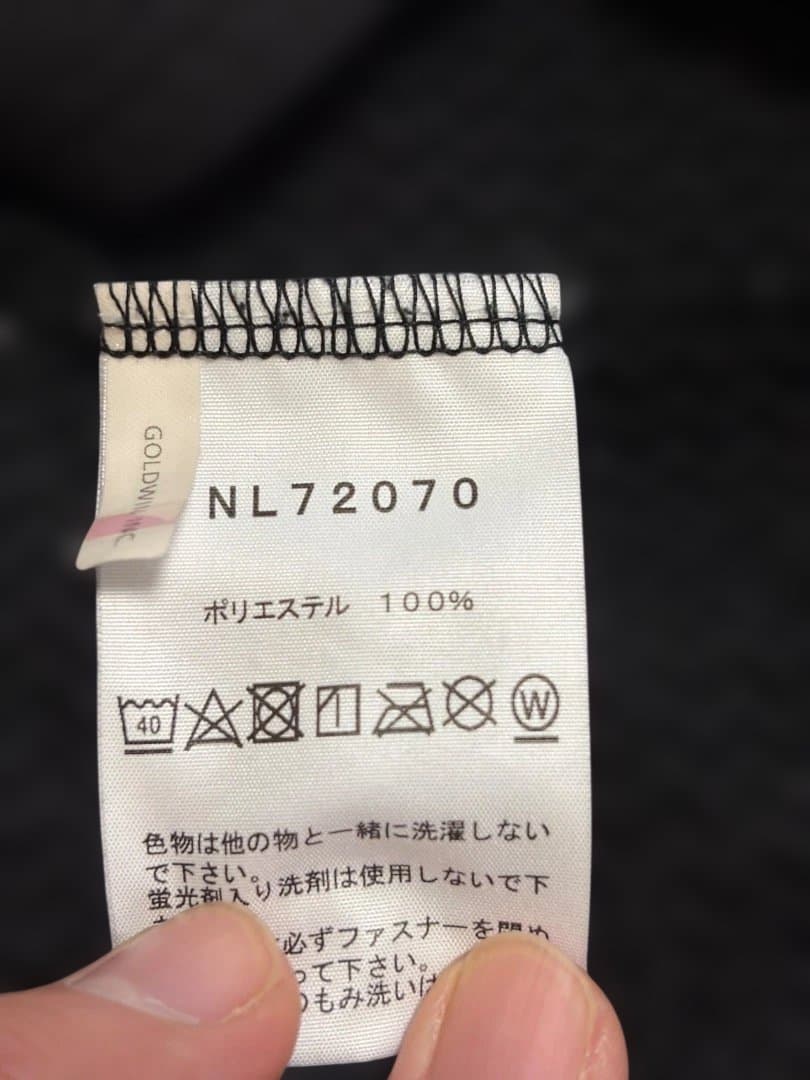 GOLDWIN INC
NL72070
ポリエステル 100%
40
W
色物は他の物と一緒に洗濯しない
で下さい。
蛍光剤入り洗剤は使用しないで下
必ずファスナーを閉め
って下さい。
もみ洗いは